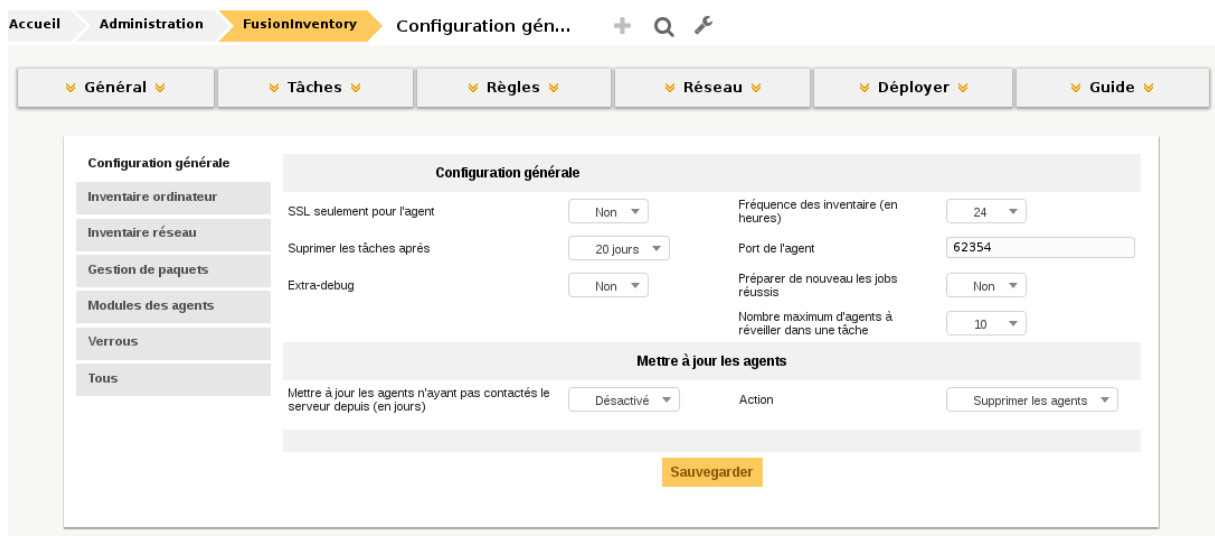 Accueil Administration FusionInventory Configuration gén...
Général Tâches Règles Réseau Déployer Guide
Configuration générale
Inventaire ordinateur
Inventaire réseau
Gestion de paquets
Modules des agents
Verrous
Tous
Configuration générale
SSL seulement pour l'agent Non Fréquence des inventaire (en
heures) 24
Suprimer les tâches après 20 jours Port de l'agent 62354
Extra-debug Non Préparer de nouveau les jobs
réussis Non
Nombre maximum d'agents à
réveiller dans une tâche 10
Mettre à jour les agents
Mettre à jour les agents n'ayant pas contactés le
serveur depuis (en jours) Désactivé Action Supprimer les agents
Sauvegarder